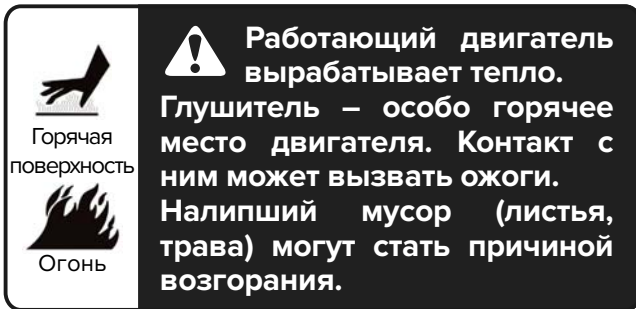 Горячая
поверхность
Огонь
Работающий двигатель
вырабатывает тепло.
Глушитель – особо горячее
место двигателя. Контакт с
ним может вызвать ожоги.
Налипший мусор (листья,
трава) могут стать причиной
возгорания.